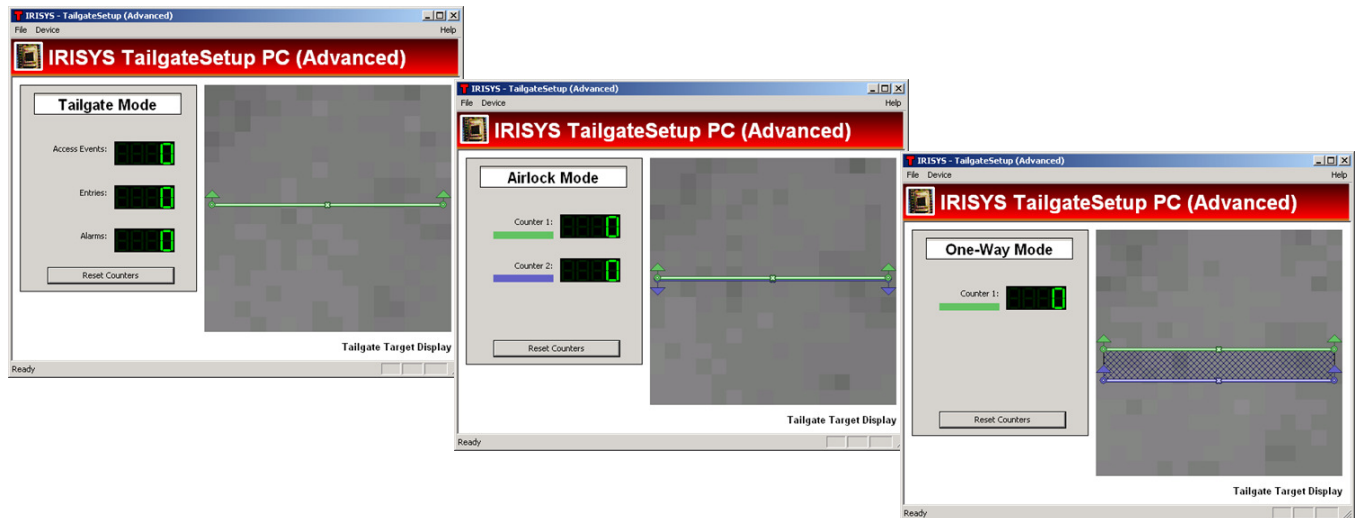 IRISYS - TailgateSetup (Advanced)
File Device Help
IRISYS TailgateSetup PC (Advanced)
Tailgate Mode
Access Events: 0
Entries: 0
Alarms: 0
Reset Counters
Tailgate Target Display
Ready
IRISYS - TailgateSetup (Advanced)
File Device Help
IRISYS TailgateSetup PC (Advanced)
Airlock Mode
Counter 1: 0
Counter 2: 0
Reset Counters
Tailgate Target Display
Ready
IRISYS - TailgateSetup (Advanced)
File Device Help
IRISYS TailgateSetup PC (Advanced)
One-Way Mode
Counter 1: 0
Reset Counters
Tailgate Target Display
Ready